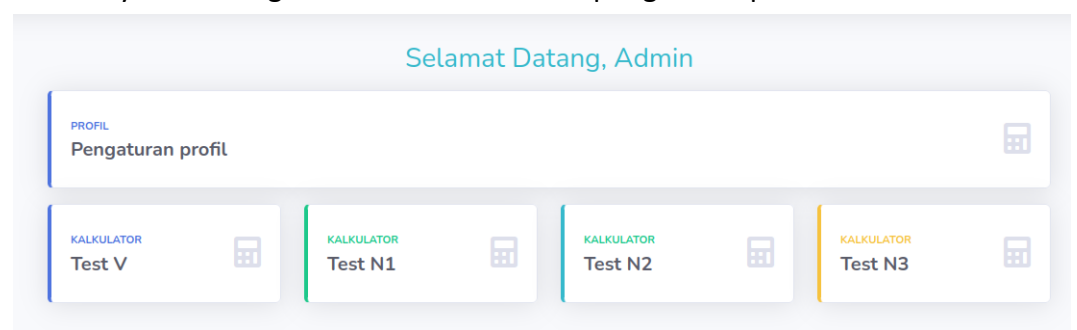 Selamat Datang, Admin
PROFIL
Pengaturan profil
KALKULATOR
Test V
KALKULATOR
Test N1
KALKULATOR
Test N2
KALKULATOR
Test N3